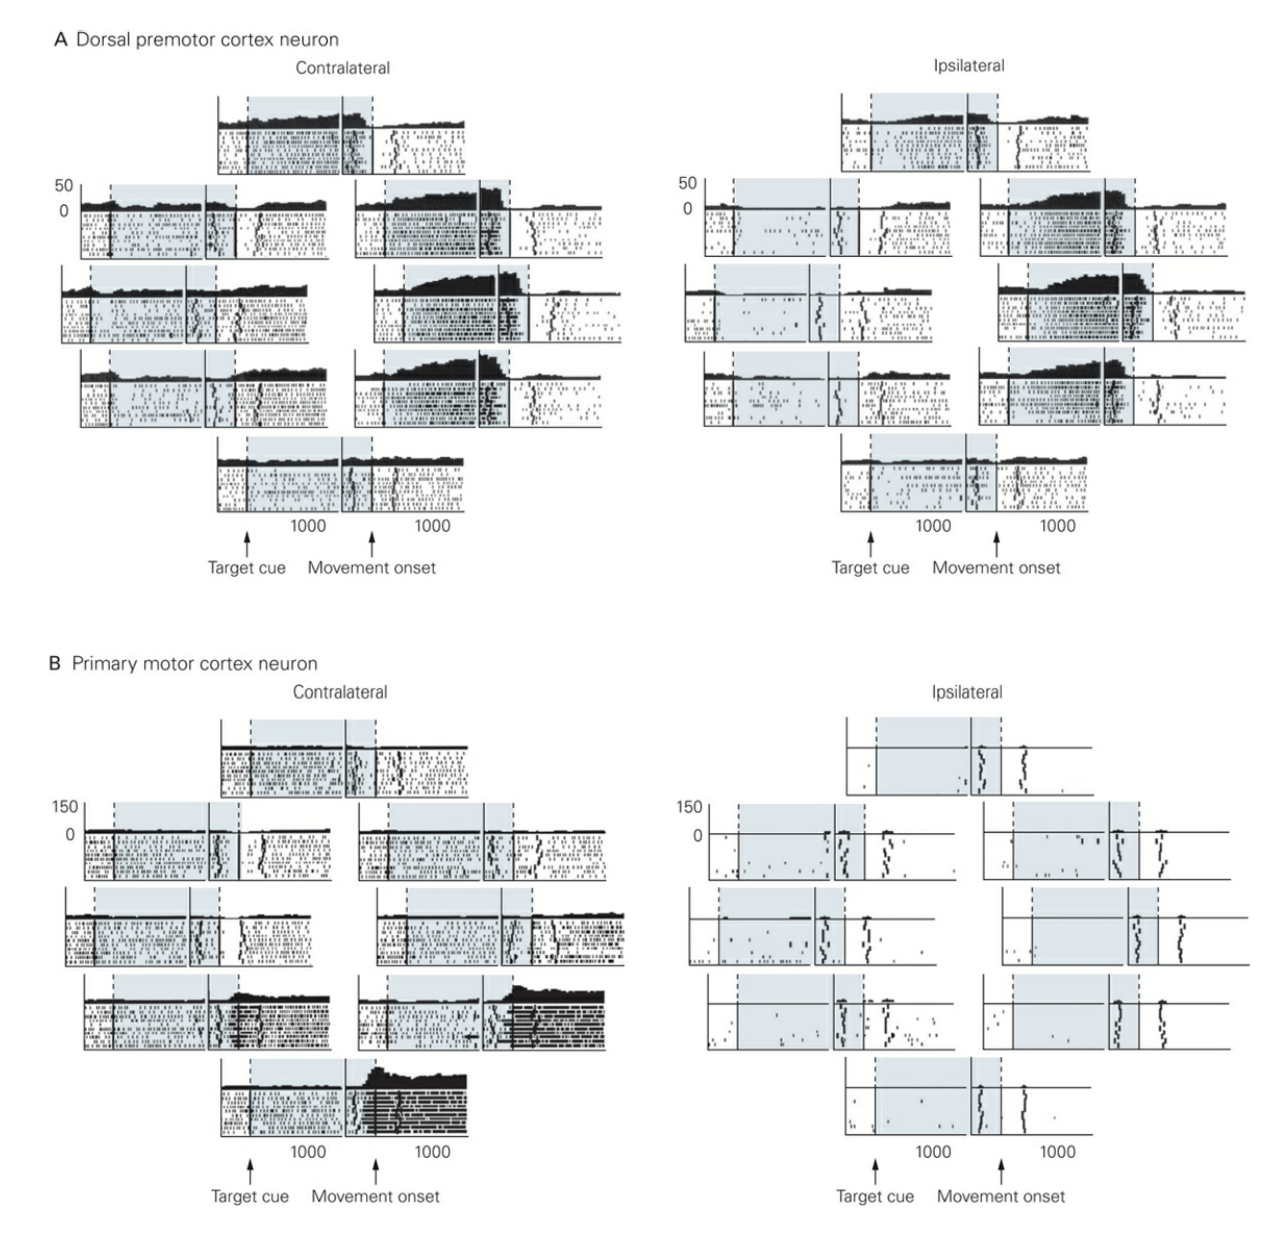 A Dorsal premotor cortex neuron
Contralateral
Ipsilateral
50
0
50
0
1000
1000
1000
1000
Target cue
Movement onset
Target cue
Movement onset
B Primary motor cortex neuron
Contralateral
Ipsilateral
150
0
150
0
1000
1000
1000
1000
Target cue
Movement onset
Target cue
Movement onset